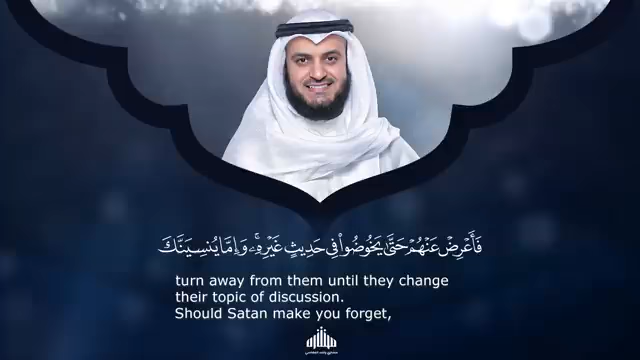 فَأَعْرِضْ عَنْهُمْ حَتَّىٰ يَخُوضُوا۟ فِى حَدِيثٍ غَيْرِهِۦ ۚ وَإِمَّا يُنسِيَنَّكَ
turn away from them until they change
their topic of discussion.
Should Satan make you forget,